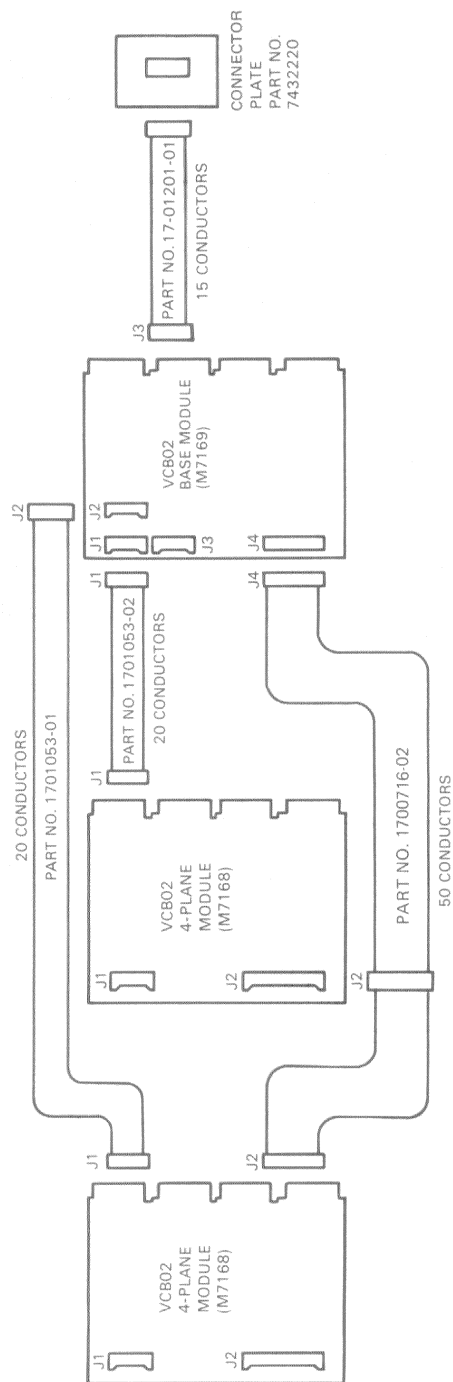 CONNECTOR
PLATE
PART NO.
7432220
PART NO. 17-01201-01
15 CONDUCTORS
J3
VCB02
BASE MODULE
(M7169)
J2
J1
J3
J4
J2
20 CONDUCTORS
PART NO. 1701053-01
J1
J1
PART NO. 1701053-02
20 CONDUCTORS
J1
J4
PART NO. 1700716-02
50 CONDUCTORS
J2
J2
VCB02
4-PLANE
MODULE
(M7168)
J1
J2
VCB02
4-PLANE
MODULE
(M7168)
J1
J2